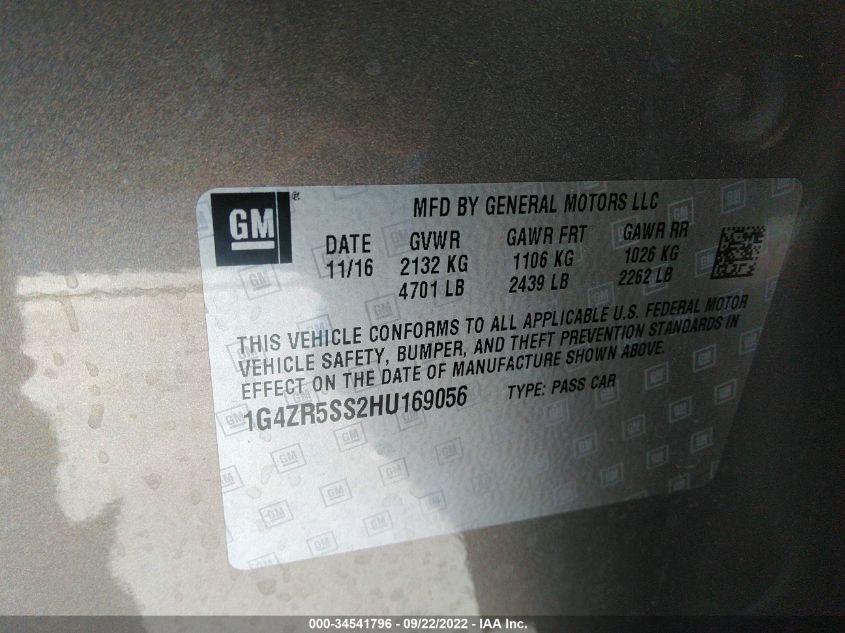 GM®
MFD BY GENERAL MOTORS LLC
DATE GVWR GAWR FRT GAWR RR
11/16 2132 KG 1106 KG 1026 KG
4701 LB 2439 LB 2262 LB
THIS VEHICLE CONFORMS TO ALL APPLICABLE U.S. FEDERAL MOTOR
VEHICLE SAFETY, BUMPER, AND THEFT PREVENTION STANDARDS IN
EFFECT ON THE DATE OF MANUFACTURE SHOWN ABOVE.
1G4ZR5SS2HU169056 TYPE: PASS CAR
000-34541796 - 09/22/2022 - IAA Inc.